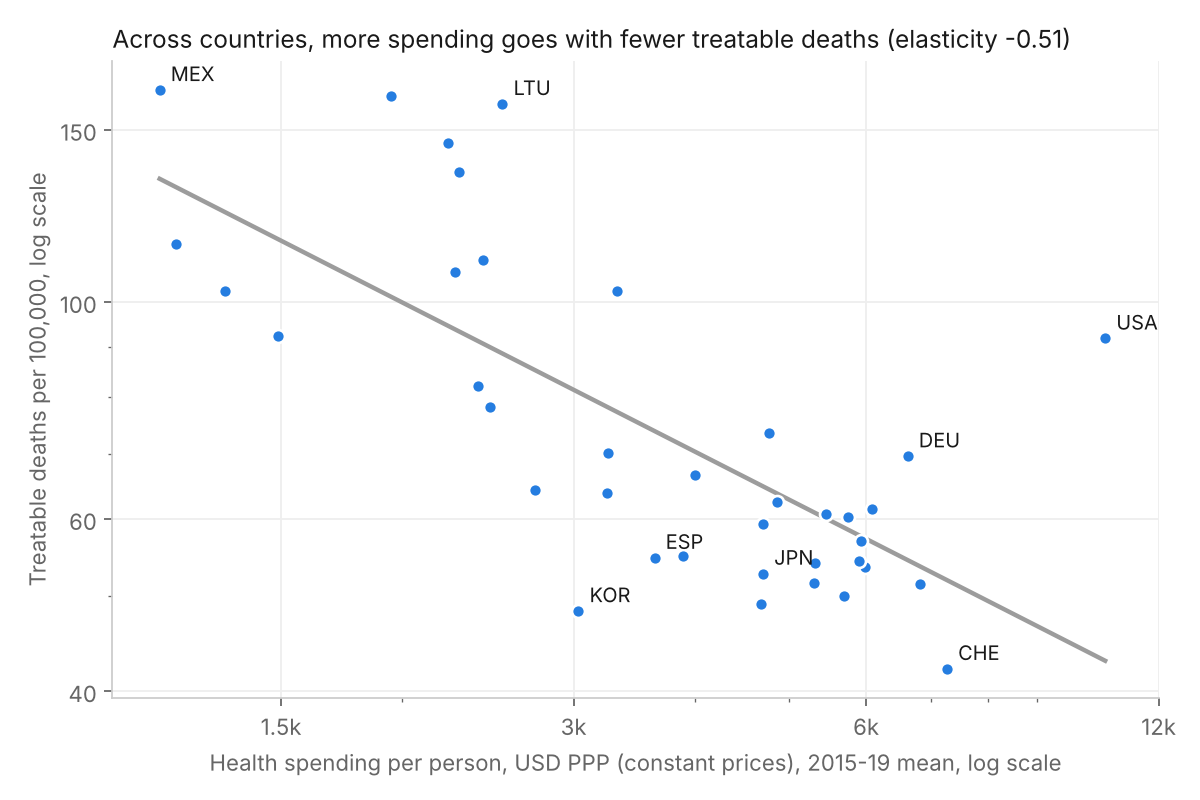 Across countries, more spending goes with fewer treatable deaths (elasticity -0.51)
Treatable deaths per 100,000, log scale
150
100
60
40
MEX
LTU
USA
DEU
ESP
JPN
KOR
CHE
1.5k
3k
6k
12k
Health spending per person, USD PPP (constant prices), 2015-19 mean, log scale